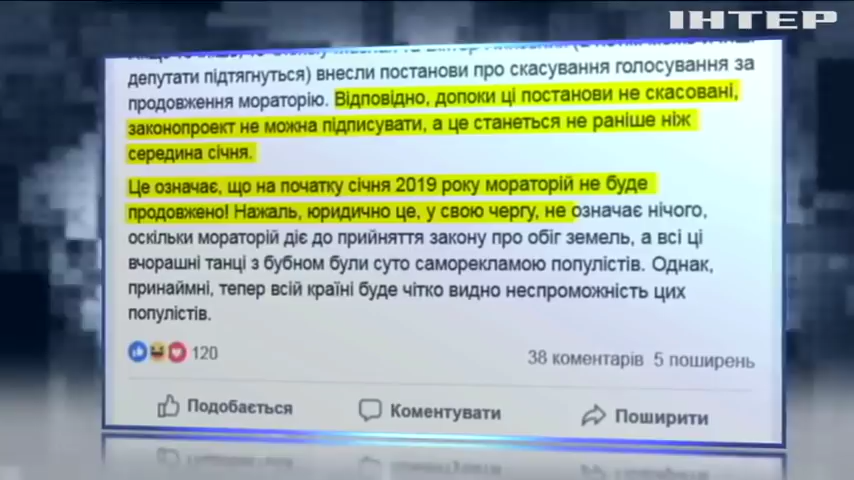 ІНТЕР
депутати підтягнуться) внесли постанови про скасування голосування за
продовження мораторію. Відповідно, допоки ці постанови не скасовані,
законопроект не можна підписувати, а це станеться не раніше ніж
середина січня.
Це означає, що на початку січня 2019 року мораторій не буде
продовжено! Нажаль, юридично це, у свою чергу, не означає нічого,
оскільки мораторій діє до прийняття закону про обіг земель, а всі ці
вчорашні танці з бубном були суто саморекламою популістів. Однак,
принаймні, тепер всій країні буде чітко видно неспроможність цих
популістів.
120
38 коментарів 5 поширень
Подобається Коментувати Поширити